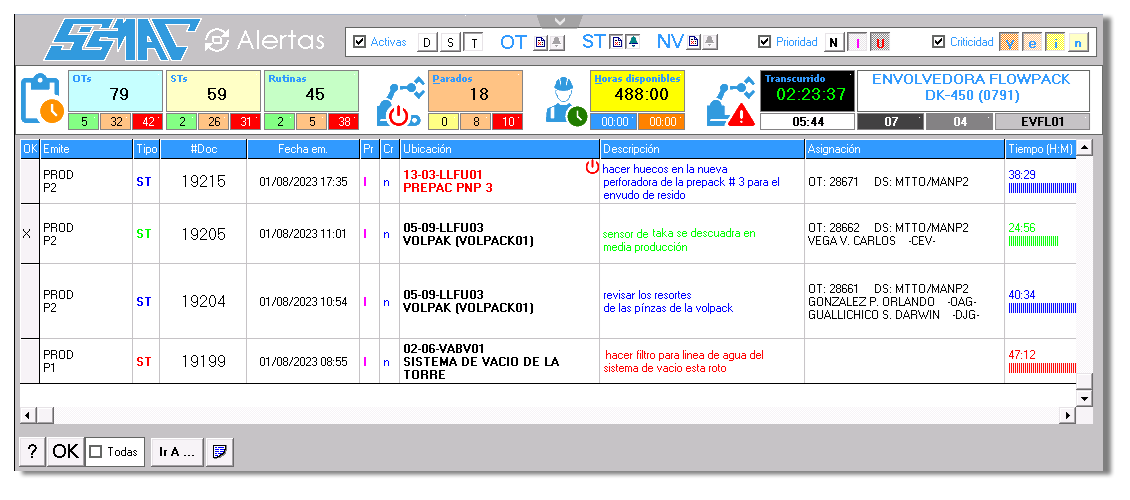 SISMAC Alertas Activas D S T OT ST NV Prioridad N I U Criticidad y e i n
OTs STs Rutinas Parados Horas disponibles Transcurrido ENVOLVEDORA FLOWPACK
79 59 45 18 488:00 02:23:37 DK-450 (0791)
5 32 42 2 26 31 2 5 38 0 8 10 00:00 00:00 05:44 07 04 EVFL01
OK Emite Tipo #Doc Fecha em. Pr Cr Ubicación Descripción Asignación Tiempo (H:M)
PROD
P2
ST 19215 01/08/2023 17:35 I n
13-03-LLFU01
PREPAC PNP 3
hacer huecos en la nueva
perforadora de la prepack # 3 para el
envudo de resido
OT: 28671 DS: MTTO/MANP2
38:29
X
PROD
P2
ST 19205 01/08/2023 11:01 I n
05-09-LLFU03
VOLPAK (VOLPACK01)
sensor de taka se descuadra en
media producción
OT: 28662 DS: MTTO/MANP2
VEGA V. CARLOS -CEV-
24:56
PROD
P2
ST 19204 01/08/2023 10:54 I n
05-09-LLFU03
VOLPAK (VOLPACK01)
revisar los resortes
de las pínzas de la volpack
OT: 28661 DS: MTTO/MANP2
GONZALEZ P. ORLANDO -OAG-
GUALLICHICO S. DARWIN -DJG-
40:34
PROD
P1
ST 19199 01/08/2023 08:55 I n
02-06-VABV01
SISTEMA DE VACIO DE LA
TORRE
hacer filtro para linea de agua del
sistema de vacio esta roto
47:12
? OK Todas Ir A ...